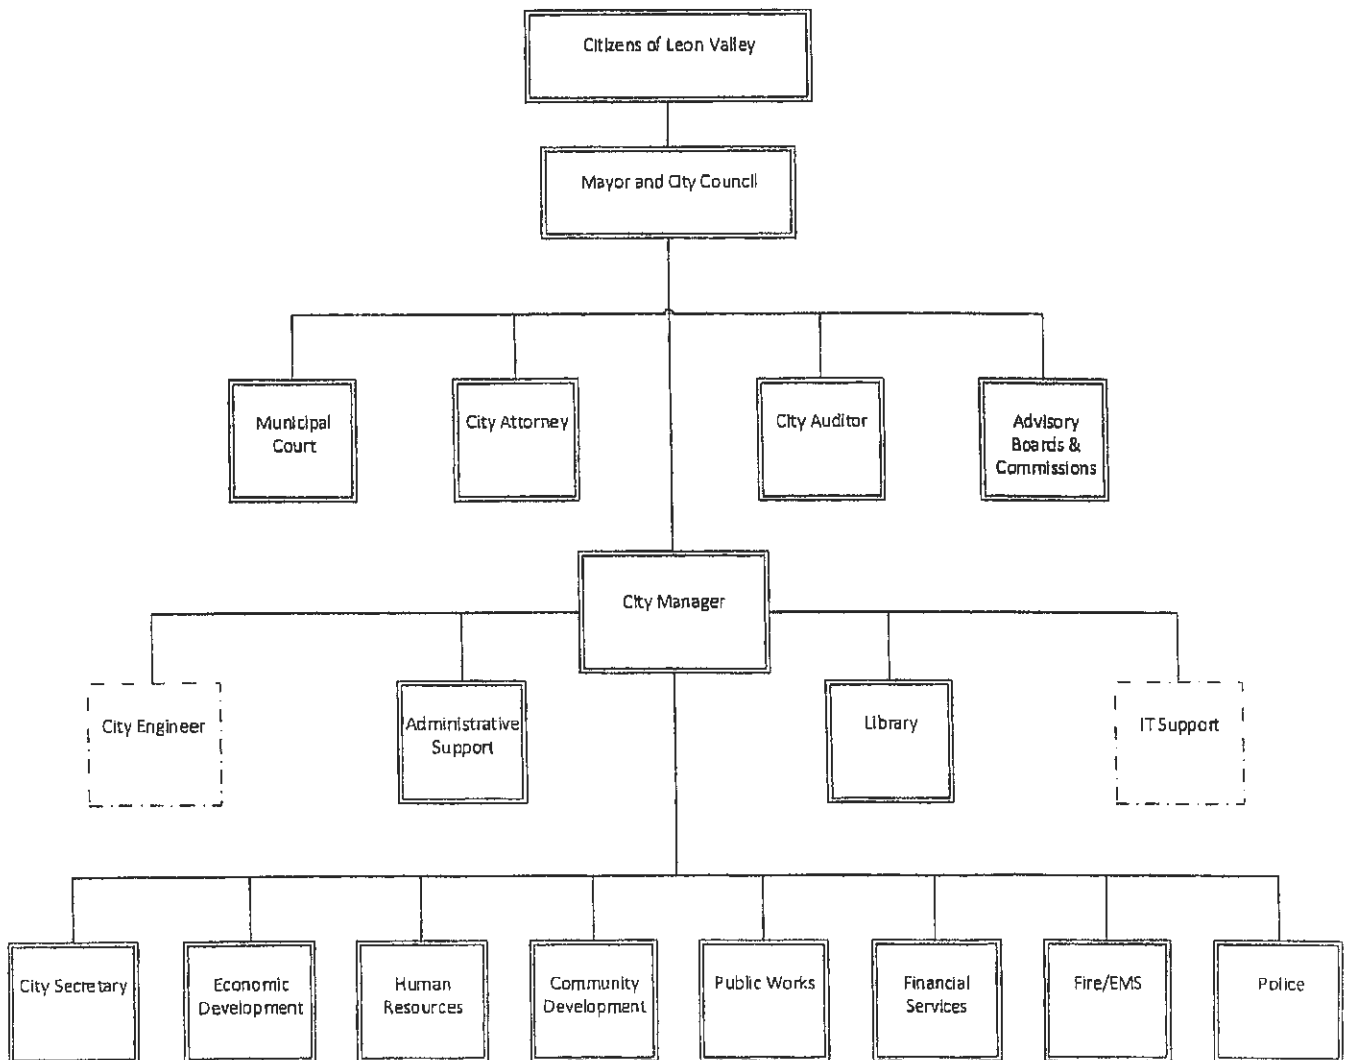 Citizens of Leon Valley
Mayor and City Council
Municipal
Court
City Attorney
City Auditor
Advisory
Boards &
Commissions
City Manager
City Engineer
Administrative
Support
Library
IT Support
City Secretary
Economic
Development
Human
Resources
Community
Development
Public Works
Financial
Services
Fire/EMS
Police